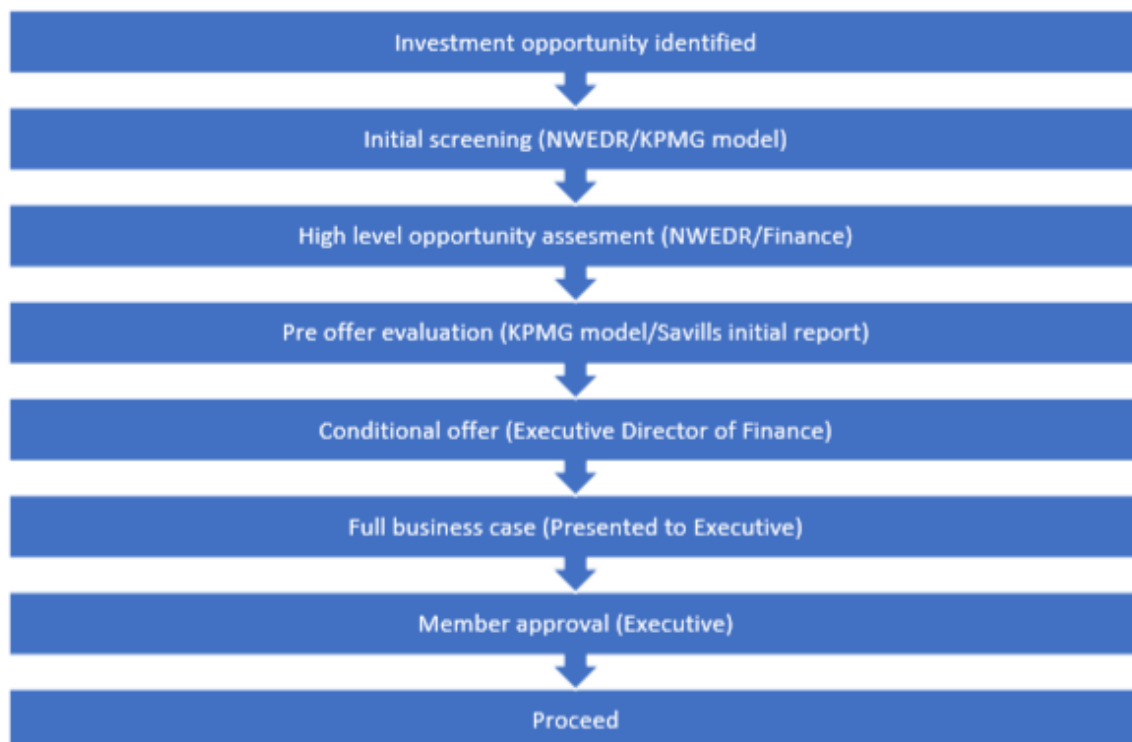 Investment opportunity identified
Initial screening (NWEDR/KPMG model)
High level opportunity assesment (NWEDR/Finance)
Pre offer evaluation (KPMG model/Savills initial report)
Conditional offer (Executive Director of Finance)
Full business case (Presented to Executive)
Member approval (Executive)
Proceed